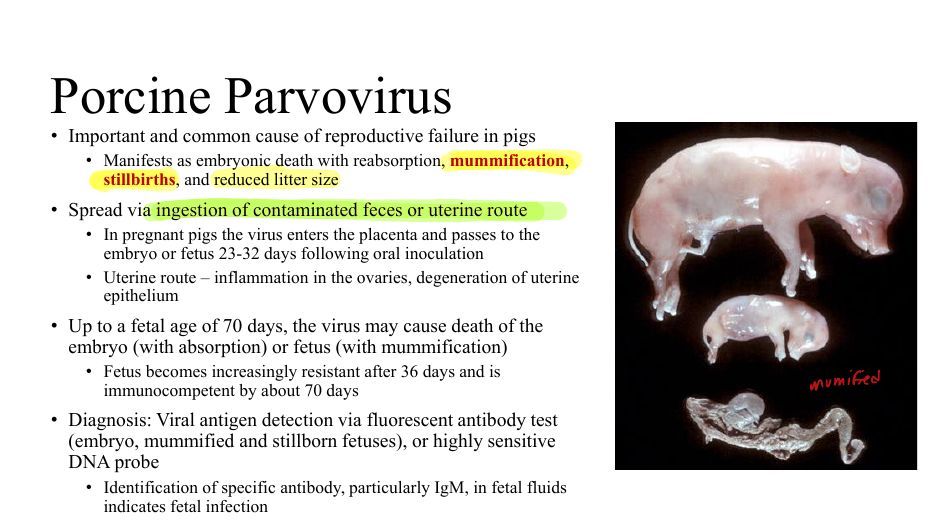 Porcine Parvovirus
• Important and common cause of reproductive failure in pigs
• Manifests as embryonic death with reabsorption, mummification,
stillbirths, and reduced litter size
• Spread via ingestion of contaminated feces or uterine route
• In pregnant pigs the virus enters the placenta and passes to the
embryo or fetus 23-32 days following oral inoculation
• Uterine route – inflammation in the ovaries, degeneration of uterine
epithelium
• Up to a fetal age of 70 days, the virus may cause death of the
embryo (with absorption) or fetus (with mummification)
• Fetus becomes increasingly resistant after 36 days and is
immunocompetent by about 70 days
• Diagnosis: Viral antigen detection via fluorescent antibody test
(embryo, mummified and stillborn fetuses), or highly sensitive
DNA probe
• Identification of specific antibody, particularly IgM, in fetal fluids
indicates fetal infection
mumified